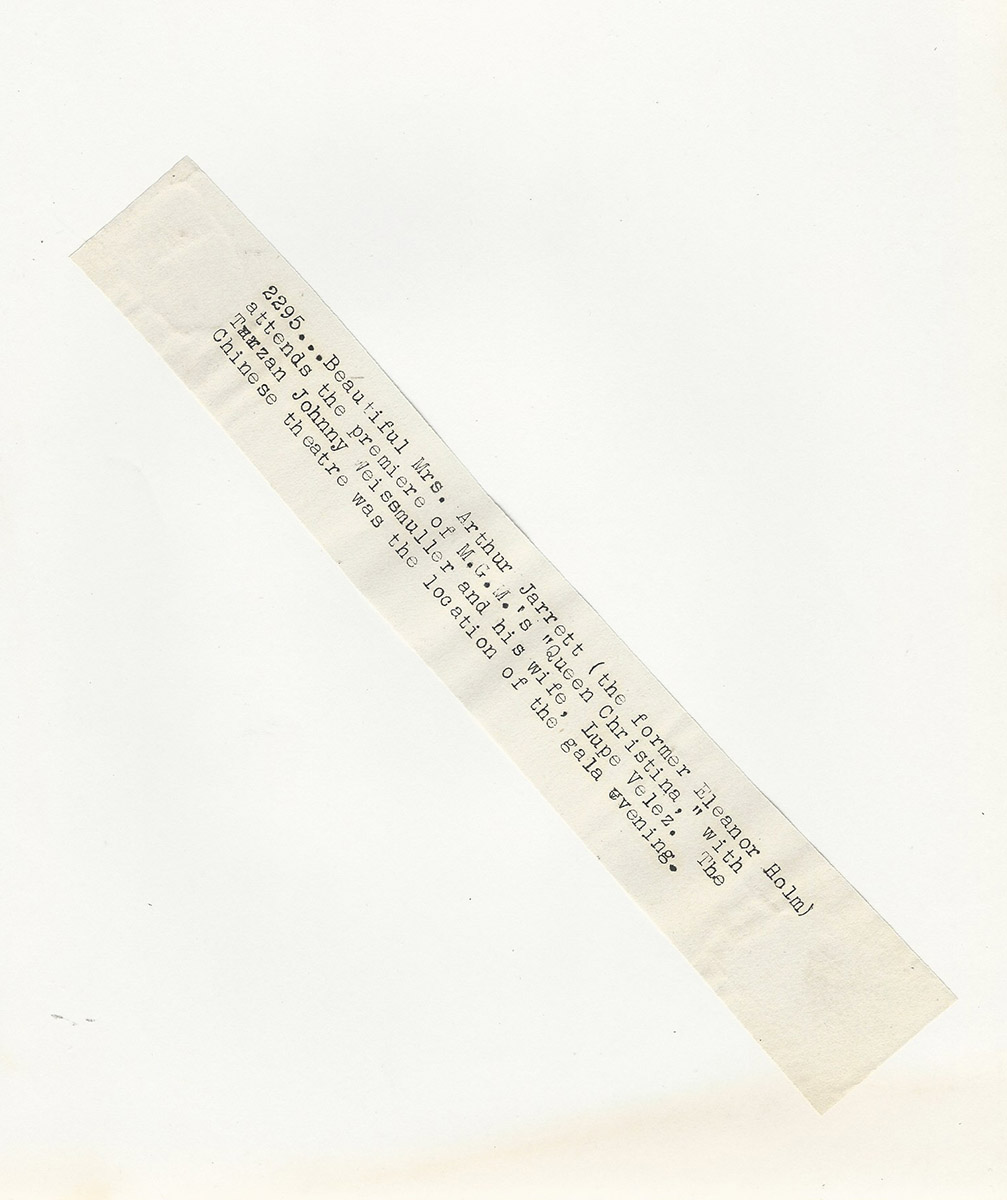 2295...Beautiful Mrs. Arthur Jarrett (the former Eleanor Holm)
attends the premiere of M.G.M.'s "Queen Christina," with
Tarzan Johnny Weissmuller and his wife, Lupe Velez. The
Chinese theatre was the location of the gala evening.